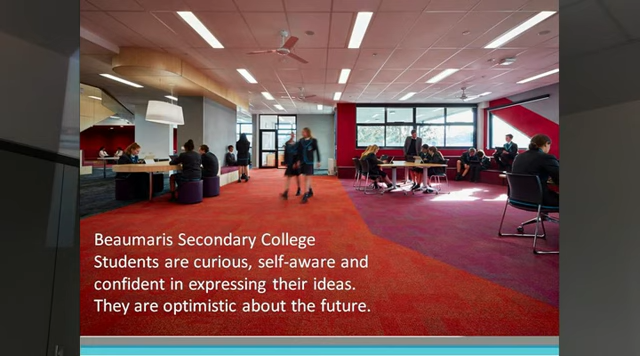 Beaumaris Secondary College
Students are curious, self-aware and
confident in expressing their ideas.
They are optimistic about the future.